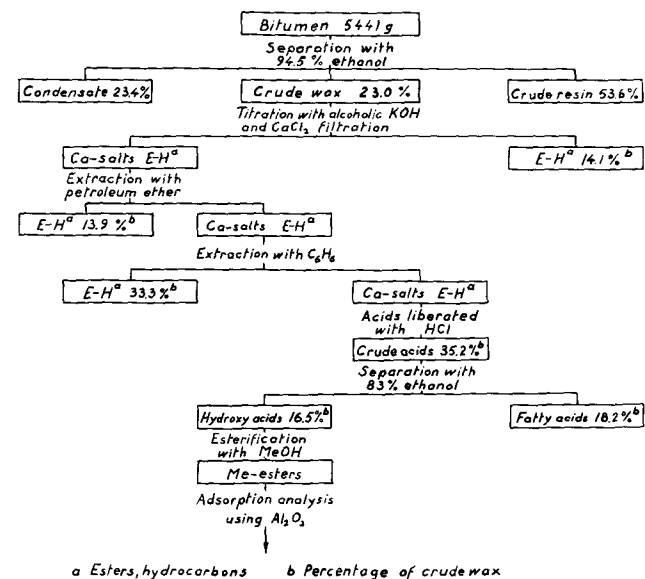 Bitumen 5441 g
Separation with
94.5 % ethanol
Condensate 23.4%
Crude wax 23.0 %
Crude resin 53.6%
Titration with alcoholic KOH
and CaCl₂ filtration
Ca-salts E-Hᵃ
E-Hᵃ 14.1 %ᵇ
Extraction with
petroleum ether
E-Hᵃ 13.9 %ᵇ
Ca-salts E-Hᵃ
Extraction with C₆H₆
E-Hᵃ 33.3%ᵇ
Ca-salts E-Hᵃ
Acids liberated
with HCl
Crude acids 35.2%ᵇ
Separation with
83% ethanol
Hydroxy acids 16.5%ᵇ
Fatty acids 18.2%ᵇ
Esterification
with MeOH
Me-esters
Adsorption analysis
using Al₂O₃
a Esters, hydrocarbons b Percentage of crude wax